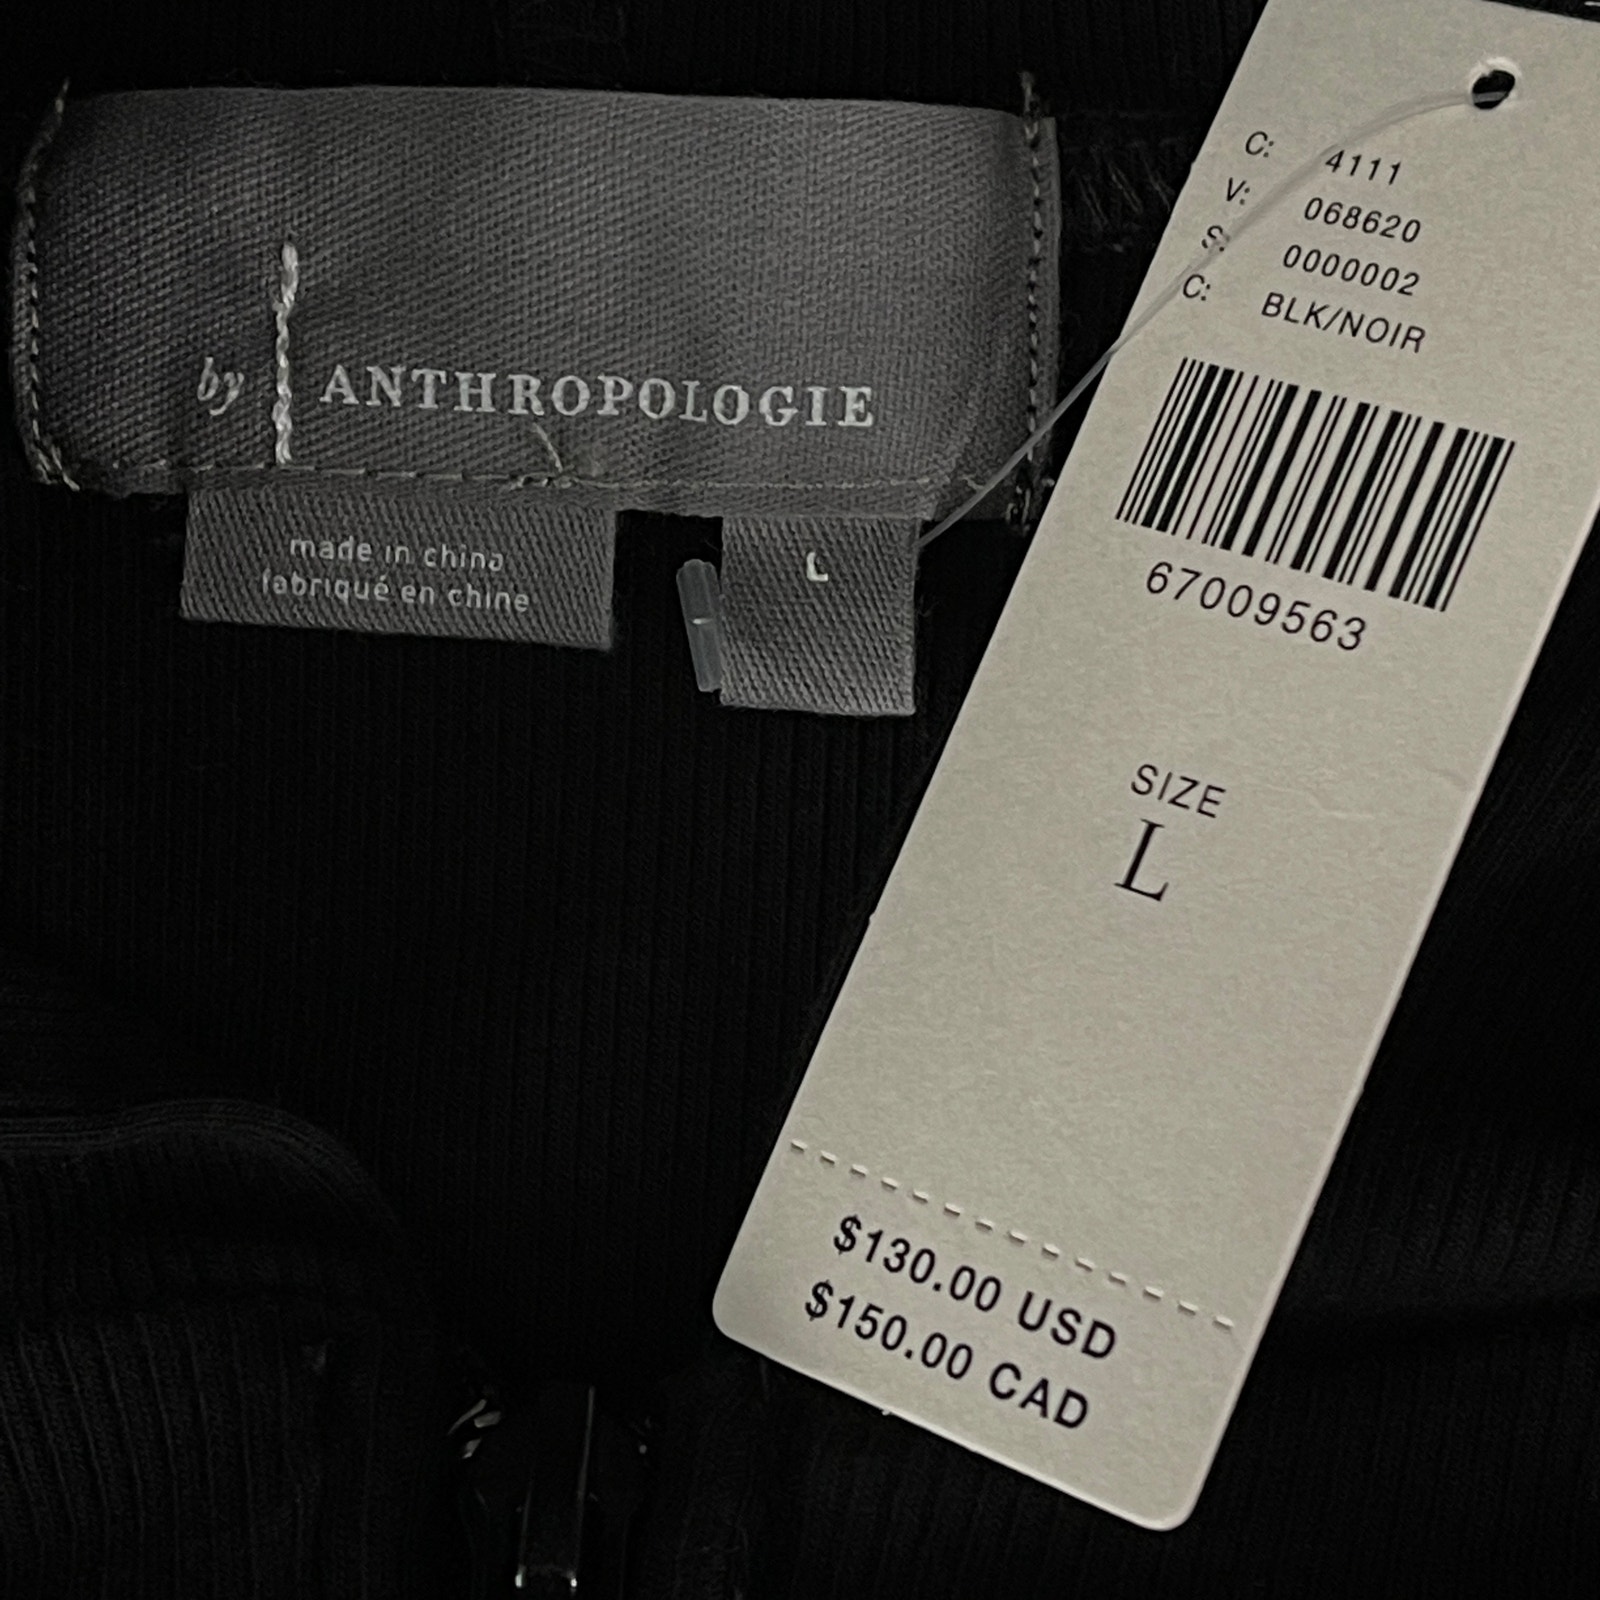 by ANTHROPOLOGIE
made in china
fabriqué en chine
L
C: 4111
V: 068620
S: 0000002
C: BLK/NOIR
67009563
SIZE
L
$130.00 USD
$150.00 CAD